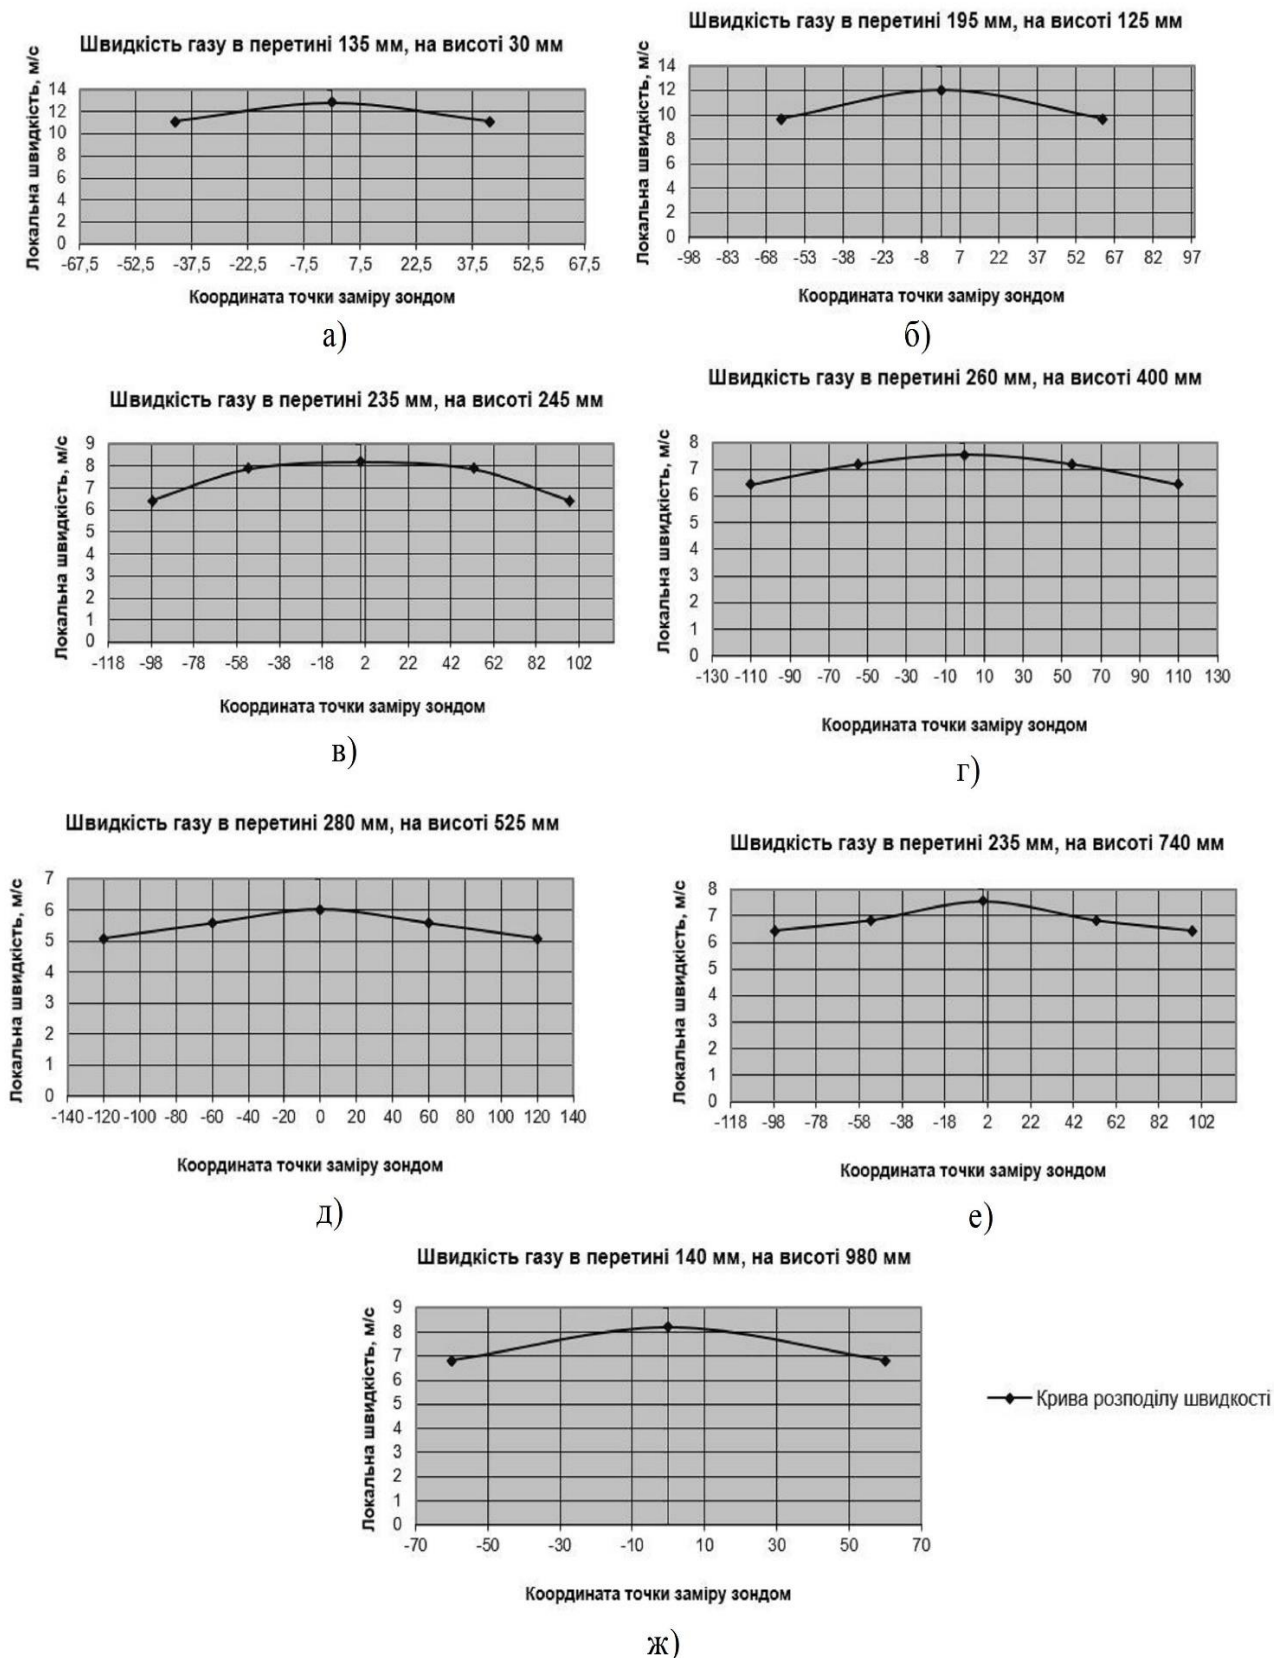 Швидкість газу в перетині 135 мм, на висоті 30 мм
Локальна швидкість, м/с
14
12
10
8
6
4
2
0
-67,5 -52,5 -37,5 -22,5 -7,5 7,5 22,5 37,5 52,5 67,5
Координата точки заміру зондом
а)
Швидкість газу в перетині 195 мм, на висоті 125 мм
Локальна швидкість, м/с
14
12
10
8
6
4
2
0
-98 -83 -68 -53 -38 -23 -8 7 22 37 52 67 82 97
Координата точки заміру зондом
б)
Швидкість газу в перетині 235 мм, на висоті 245 мм
Локальна швидкість, м/с
9
8
7
6
5
4
3
2
1
0
-118 -98 -78 -58 -38 -18 2 22 42 62 82 102
Координата точки заміру зондом
в)
Швидкість газу в перетині 260 мм, на висоті 400 мм
Локальна швидкість, м/с
8
7
6
5
4
3
2
1
0
-130 -110 -90 -70 -50 -30 -10 10 30 50 70 90 110 130
Координата точки заміру зондом
г)
Швидкість газу в перетині 280 мм, на висоті 525 мм
Локальна швидкість, м/с
7
6
5
4
3
2
1
0
-140 -120 -100 -80 -60 -40 -20 0 20 40 60 80 100 120 140
Координата точки заміру зондом
д)
Швидкість газу в перетині 235 мм, на висоті 740 мм
Локальна швидкість, м/с
8
7
6
5
4
3
2
1
0
-118 -98 -78 -58 -38 -18 2 22 42 62 82 102
Координата точки заміру зондом
е)
Швидкість газу в перетині 140 мм, на висоті 980 мм
Локальна швидкість, м/с
9
8
7
6
5
4
3
2
1
0
-70 -50 -30 -10 10 30 50 70
Координата точки заміру зондом
Крива розподілу швидкості
ж)